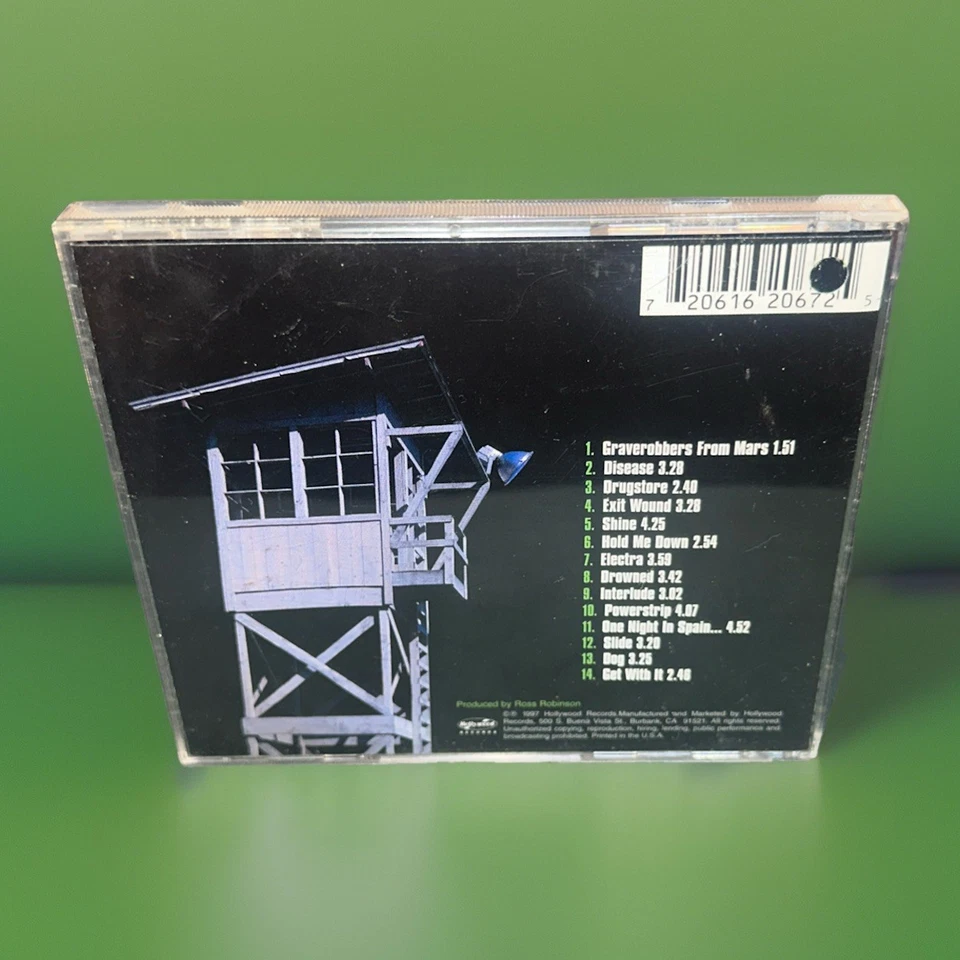 7 20616 20672 5
1. Graverobbers From Mars 1.51
2. Disease 3.28
3. Drugstore 2.40
4. Exit Wound 3.28
5. Shine 4.25
6. Hold Me Down 2.54
7. Electra 3.59
8. Drowned 3.42
9. Interlude 3.02
10. Powerstrip 4.07
11. One Night In Spain... 4.52
12. Slide 3.20
13. Dog 3.25
14. Get With It 2.48
Produced by Ross Robinson
Hollywood
RECORDS
©℗ 1997 Hollywood Records.Manufactured and Marketed by Hollywood
Records, 500 S. Buena Vista St., Burbank, CA 91521. All rights reserved.
Unauthorized copying, reproduction, hiring, lending, public performance and
broadcasting prohibited. Printed in the U.S.A.